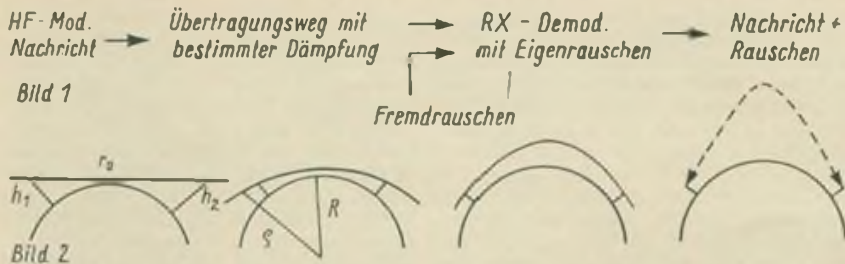 HF-Mod. Nachricht → Übertragungsweg mit bestimmter Dämpfung → RX - Demod. mit Eigenrauschen → Nachricht + Rauschen
Bild 1
Fremdrauschen
r₀
h₁
h₂
R
ϱ
Bild 2